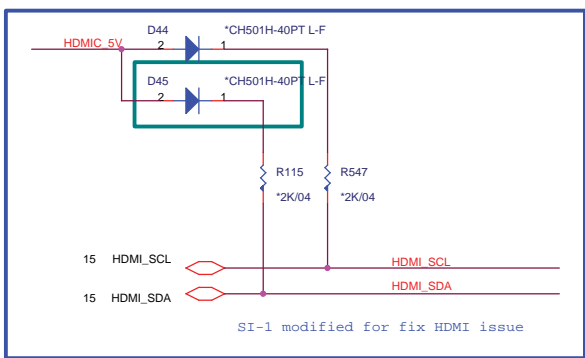 D44 *CH501H-40PT L-F
HDMIC_5V 2 1
D45 *CH501H-40PT L-F
2 1
R115 R547
*2K/04 *2K/04
15 HDMI_SCL HDMI_SCL
15 HDMI_SDA HDMI_SDA
SI-1 modified for fix HDMI issue